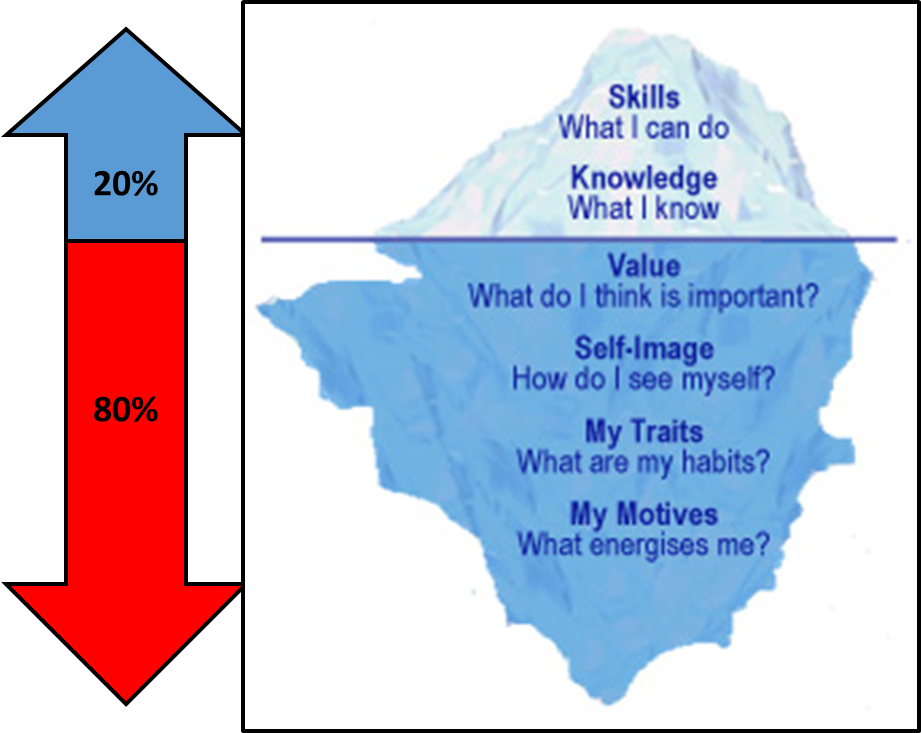 20%
80%
Skills
What I can do
Knowledge
What I know
Value
What do I think is important?
Self-Image
How do I see myself?
My Traits
What are my habits?
My Motives
What energises me?